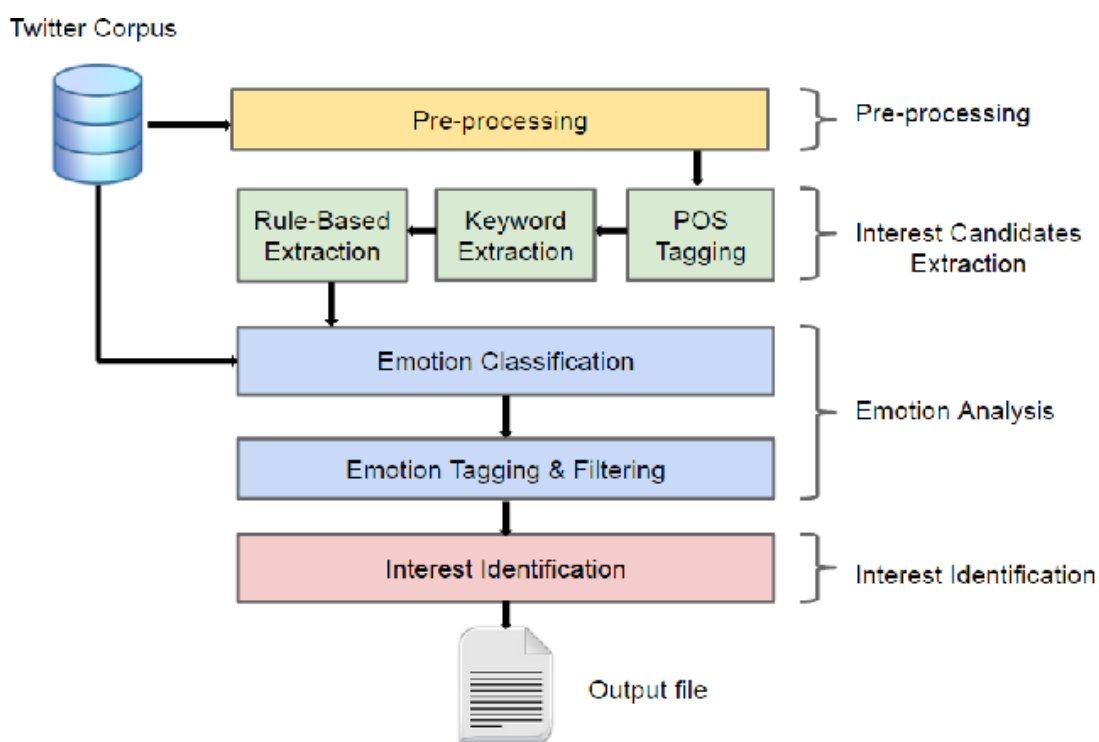 Twitter Corpus
Pre-processing
Pre-processing
Rule-Based
Extraction
Keyword
Extraction
POS
Tagging
Interest Candidates
Extraction
Emotion Classification
Emotion Analysis
Emotion Tagging & Filtering
Interest Identification
Interest Identification
Output file